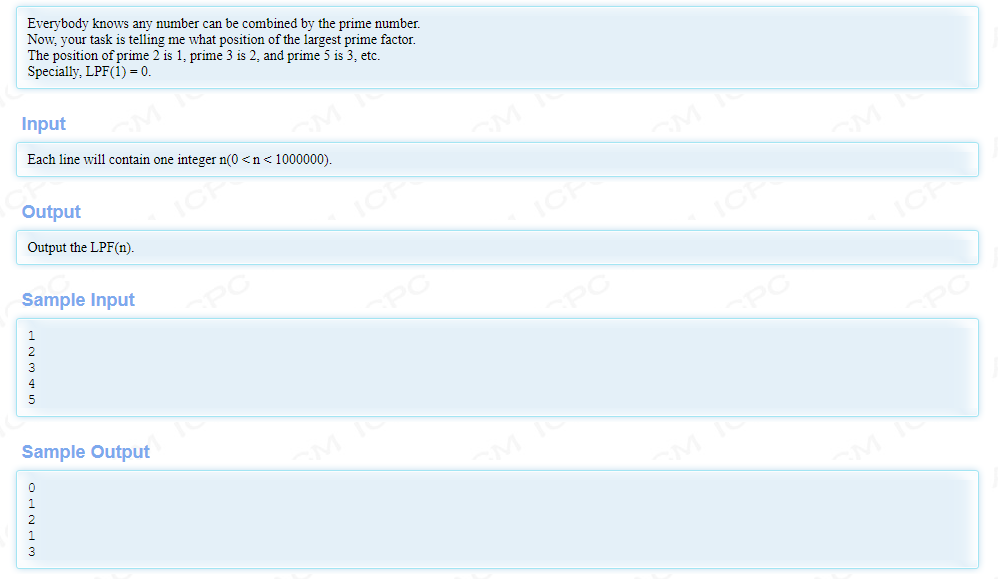 Everybody knows any number can be combined by the prime number.
Now, your task is telling me what position of the largest prime factor.
The position of prime 2 is 1, prime 3 is 2, and prime 5 is 3, etc.
Specially, LPF(1) = 0.
Input
Each line will contain one integer n(0 < n < 1000000).
Output
Output the LPF(n).
Sample Input
1
2
3
4
5
Sample Output
0
1
2
1
3